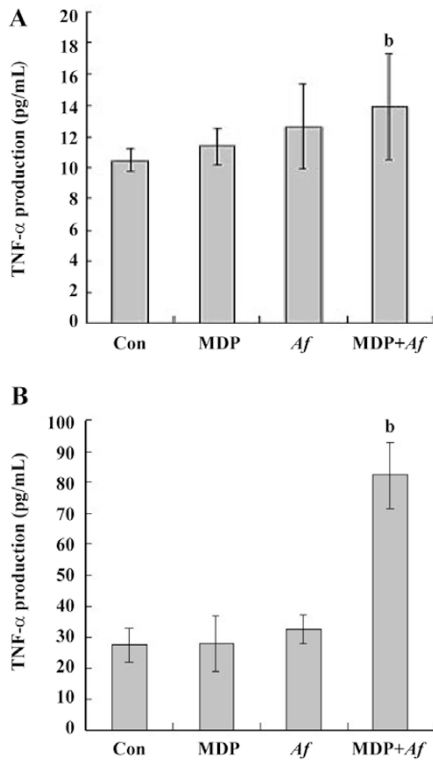 A
TNF-α production (pg/mL)
20
18
16
14
12
10
8
6
4
2
0
b
Con MDP Af MDP+Af
B
TNF-α production (pg/mL)
100
90
80
70
60
50
40
30
20
10
0
b
Con MDP Af MDP+Af